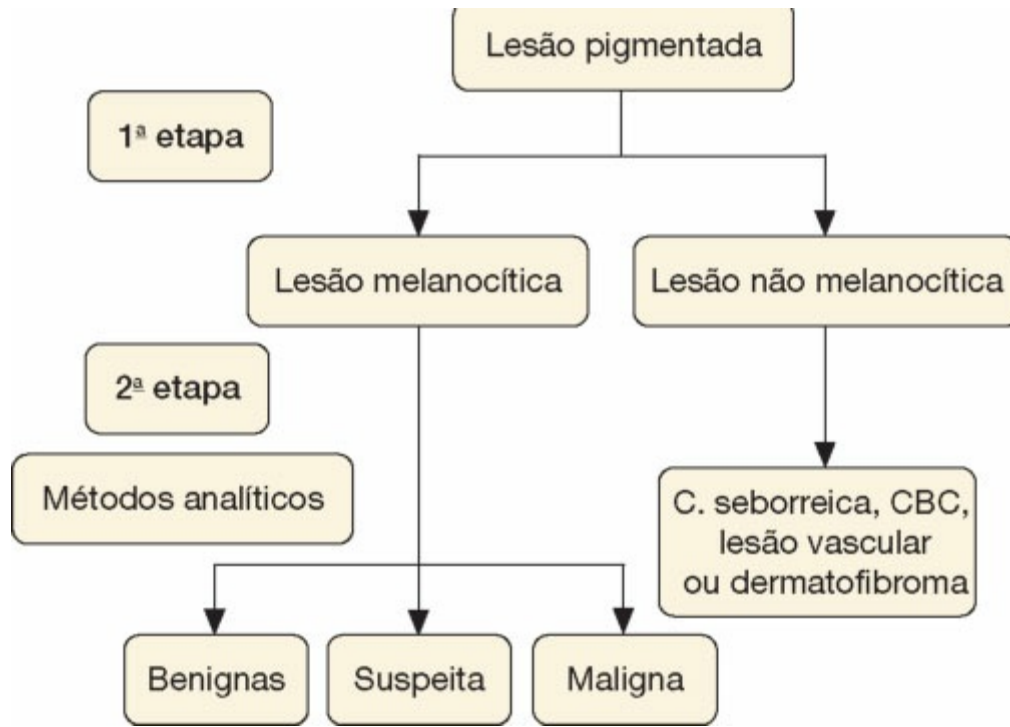 Lesão pigmentada
1ª etapa
Lesão melanocítica
Lesão não melanocítica
2ª etapa
Métodos analíticos
C. seborreica, CBC,
lesão vascular
ou dermatofibroma
Benignas
Suspeita
Maligna